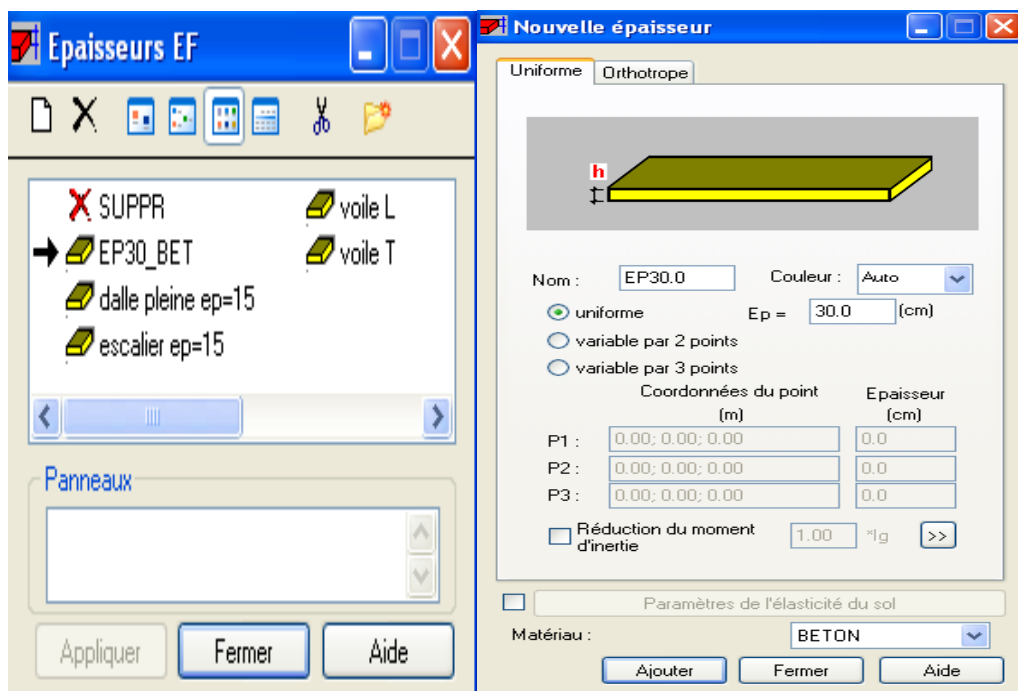 Epaisseurs EF
SUPPR
voile L
EP30_BET
voile T
dalle pleine ep=15
escalier ep=15
Panneaux
Appliquer
Fermer
Aide
Nouvelle épaisseur
Uniforme
Orthotrope
h
Nom :
EP30.0
Couleur :
Auto
uniforme
Ep =
30.0
(cm)
variable par 2 points
variable par 3 points
Coordonnées du point
(m)
Epaisseur
(cm)
P1 :
0.00; 0.00; 0.00
0.0
P2 :
0.00; 0.00; 0.00
0.0
P3 :
0.00; 0.00; 0.00
0.0
Réduction du moment
d'inertie
1.00
*Ig
>>
Paramètres de l'élasticité du sol
Matériau :
BETON
Ajouter
Fermer
Aide